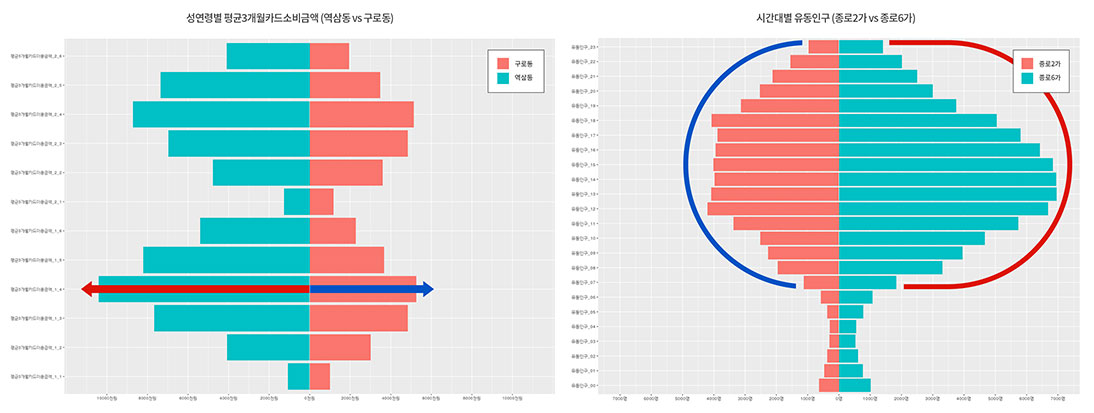 성연령별 평균3개월카드소비금액 (역삼동 vs 구로동)
평균3개월카드이용금액_2_6
평균3개월카드이용금액_2_5
평균3개월카드이용금액_2_4
평균3개월카드이용금액_2_3
평균3개월카드이용금액_2_2
평균3개월카드이용금액_2_1
평균3개월카드이용금액_1_6
평균3개월카드이용금액_1_5
평균3개월카드이용금액_1_4
평균3개월카드이용금액_1_3
평균3개월카드이용금액_1_2
평균3개월카드이용금액_1_1
구로동
역삼동
10000천원 8000천원 6000천원 4000천원 2000천원 0천원 2000천원 4000천원 6000천원 8000천원 10000천원
시간대별 유동인구 (종로2가 vs 종로6가)
유동인구_23
유동인구_22
유동인구_21
유동인구_20
유동인구_19
유동인구_18
유동인구_17
유동인구_16
유동인구_15
유동인구_14
유동인구_13
유동인구_12
유동인구_11
유동인구_10
유동인구_09
유동인구_08
유동인구_07
유동인구_06
유동인구_05
유동인구_04
유동인구_03
유동인구_02
유동인구_01
유동인구_00
종로2가
종로6가
7000명 6000명 5000명 4000명 3000명 2000명 1000명 0명 1000명 2000명 3000명 4000명 5000명 6000명 7000명